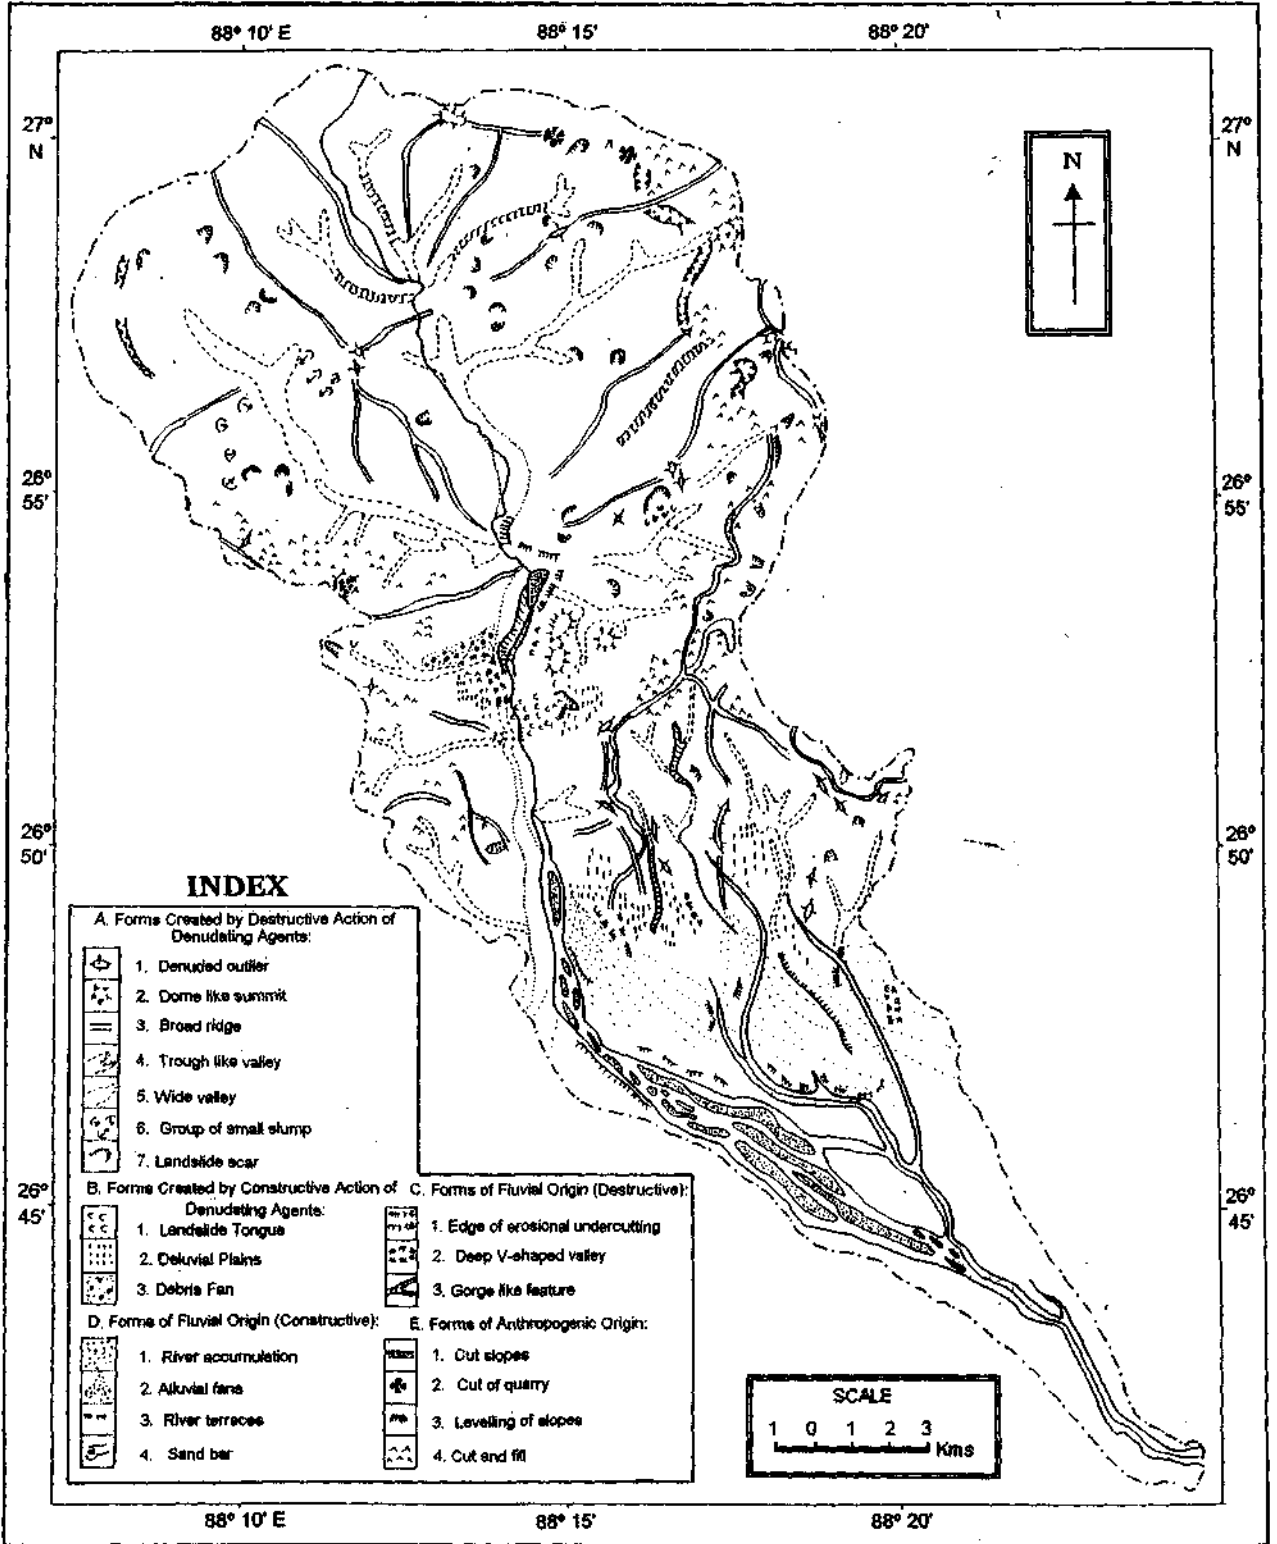 88° 10' E 88° 15' 88° 20'
27° N
27° N
N
26° 55'
26° 55'
26° 50'
26° 50'
INDEX
A. Forms Created by Destructive Action of
Denudating Agents:
1. Denuded outlier
2. Dome like summit
3. Broad ridge
4. Trough like valley
5. Wide valley
6. Group of small slump
7. Landslide scar
26° 45'
26° 45'
B. Forms Created by Constructive Action of
Denudating Agents:
1. Landslide Tongue
2. Deluvial Plains
3. Debris Fan
C. Forms of Fluvial Origin (Destructive):
1. Edge of erosional undercutting
2. Deep V-shaped valley
3. Gorge like feature
D. Forms of Fluvial Origin (Constructive):
1. River accumulation
2. Alluvial fans
3. River terraces
4. Sand bar
E. Forms of Anthropogenic Origin:
1. Cut slopes
2. Cut of quarry
3. Levelling of slopes
4. Cut and fill
SCALE
1 0 1 2 3 Kms
88° 10' E 88° 15' 88° 20'